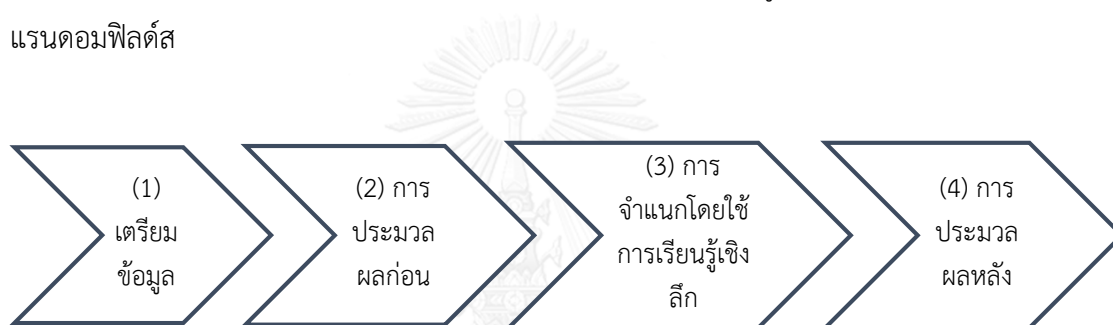 แรนดอมฟิลด์ส
(1)
เตรียม
ข้อมูล
(2) การ
ประมวล
ผลก่อน
(3) การ
จำแนกโดยใช้
การเรียนรู้เชิง
ลึก
(4) การ
ประมวล
ผลหลัง